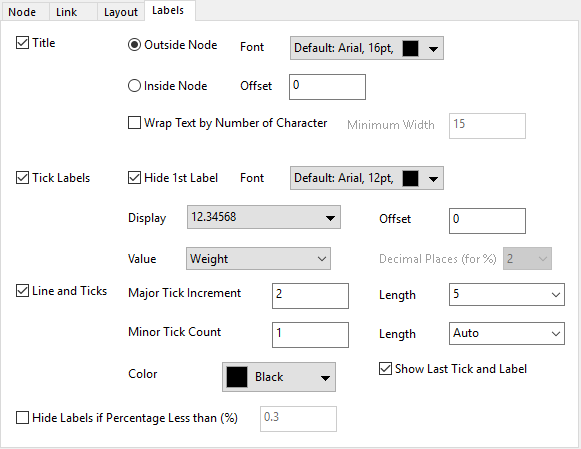 Node Link Layout Labels
Title Outside Node Font Default: Arial, 16pt,
Inside Node Offset 0
Wrap Text by Number of Character Minimum Width 15
Tick Labels Hide 1st Label Font Default: Arial, 12pt,
Display 12.34568 Offset 0
Value Weight Decimal Places (for %) 2
Line and Ticks Major Tick Increment 2 Length 5
Minor Tick Count 1 Length Auto
Color Black Show Last Tick and Label
Hide Labels if Percentage Less than (%) 0.3